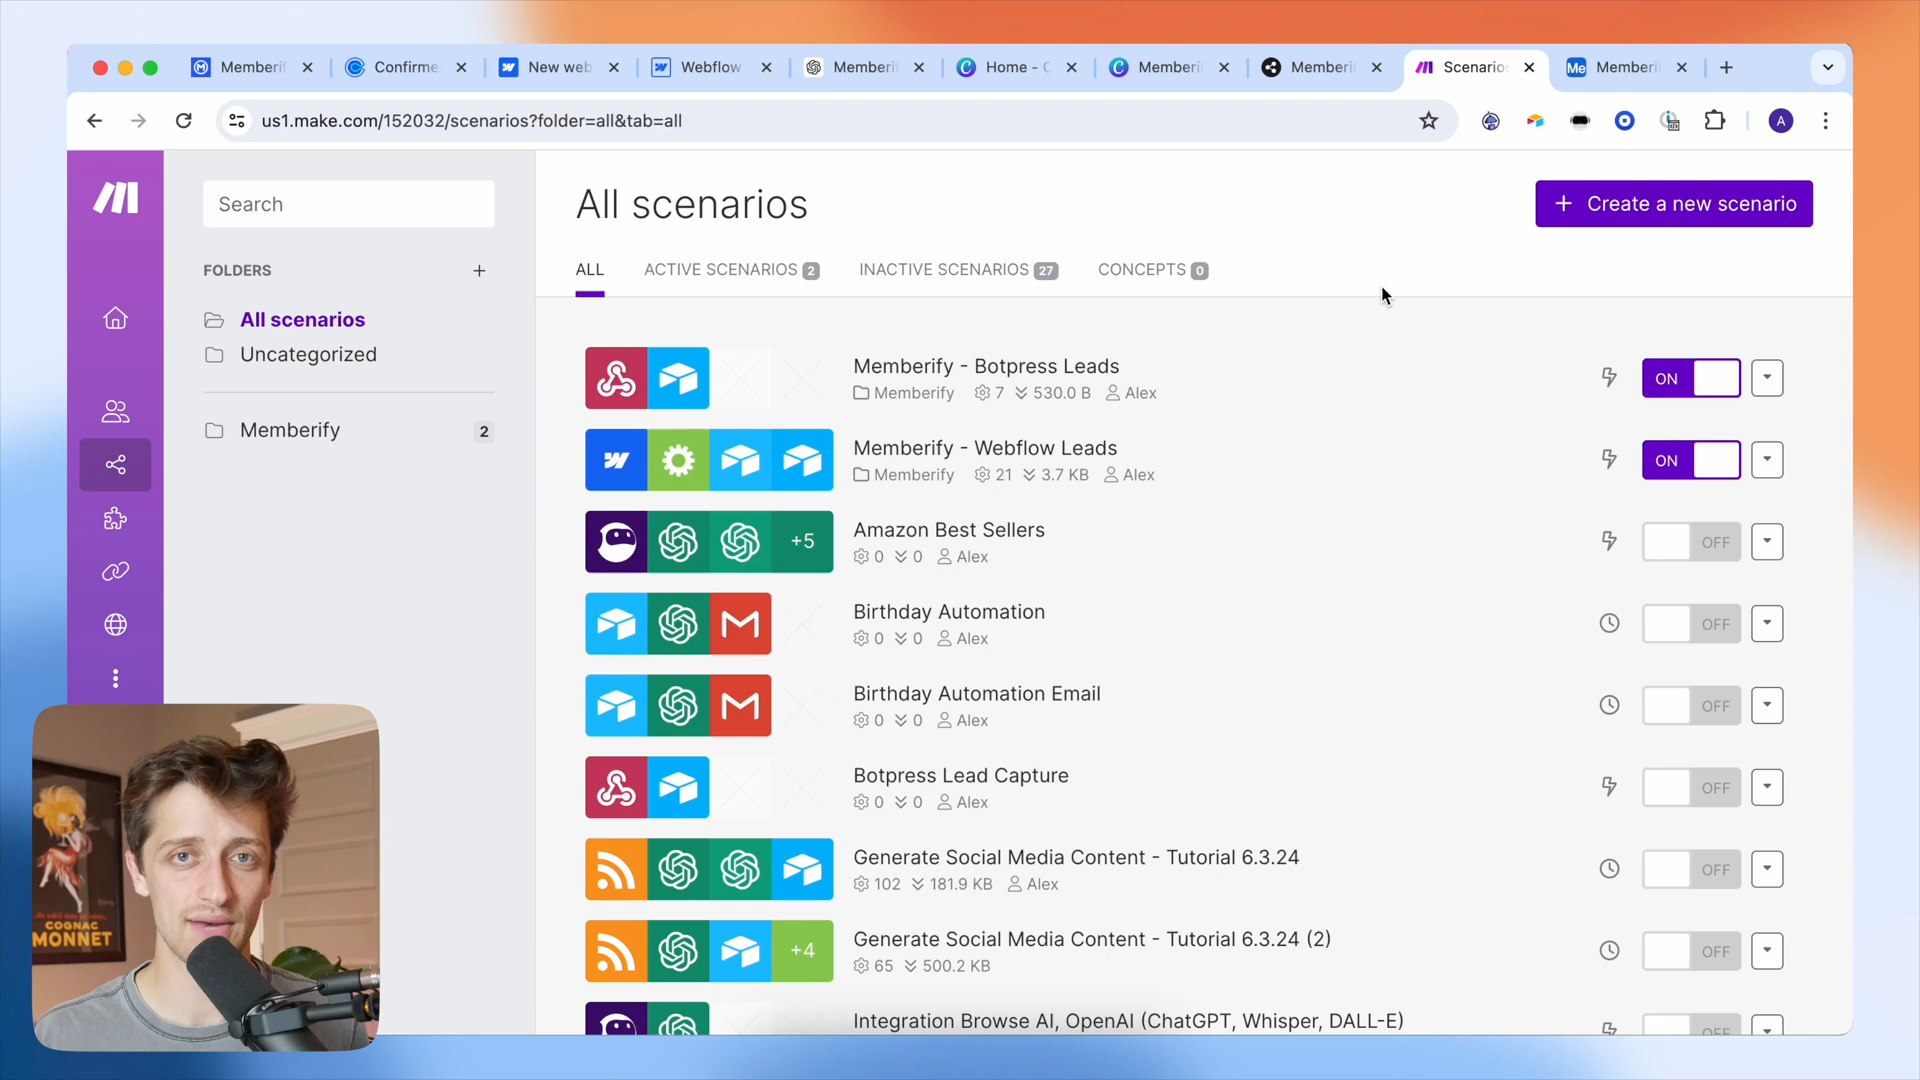 Memberif
Confirme
New web
Webflow
Memberif
Home - C
Memberif
Memberif
Scenario
Memberif
us1.make.com/152032/scenarios?folder=all&tab=all
A
Search
FOLDERS
All scenarios
Uncategorized
Memberify 2
All scenarios
Create a new scenario
ALL
ACTIVE SCENARIOS 2
INACTIVE SCENARIOS 27
CONCEPTS 0
Memberify - Botpress Leads
Memberify 7 530.0 B Alex
ON
Memberify - Webflow Leads
Memberify 21 3.7 KB Alex
ON
+5
Amazon Best Sellers
0 0 Alex
OFF
Birthday Automation
0 0 Alex
OFF
Birthday Automation Email
0 0 Alex
OFF
Botpress Lead Capture
0 0 Alex
OFF
Generate Social Media Content - Tutorial 6.3.24
102 181.9 KB Alex
OFF
+4
Generate Social Media Content - Tutorial 6.3.24 (2)
65 500.2 KB
OFF
Integration Browse AI, OpenAI (ChatGPT, Whisper, DALL-E)
OFF
COGNAC
MONNET